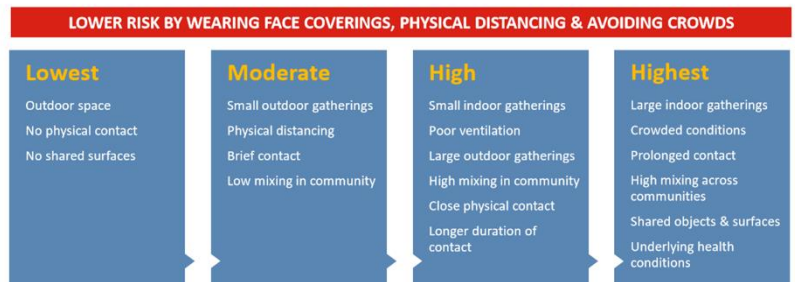 LOWER RISK BY WEARING FACE COVERINGS, PHYSICAL DISTANCING & AVOIDING CROWDS
Lowest
Outdoor space
No physical contact
No shared surfaces
Moderate
Small outdoor gatherings
Physical distancing
Brief contact
Low mixing in community
High
Small indoor gatherings
Poor ventilation
Large outdoor gatherings
High mixing in community
Close physical contact
Longer duration of
contact
Highest
Large indoor gatherings
Crowded conditions
Prolonged contact
High mixing across
communities
Shared objects & surfaces
Underlying health
conditions